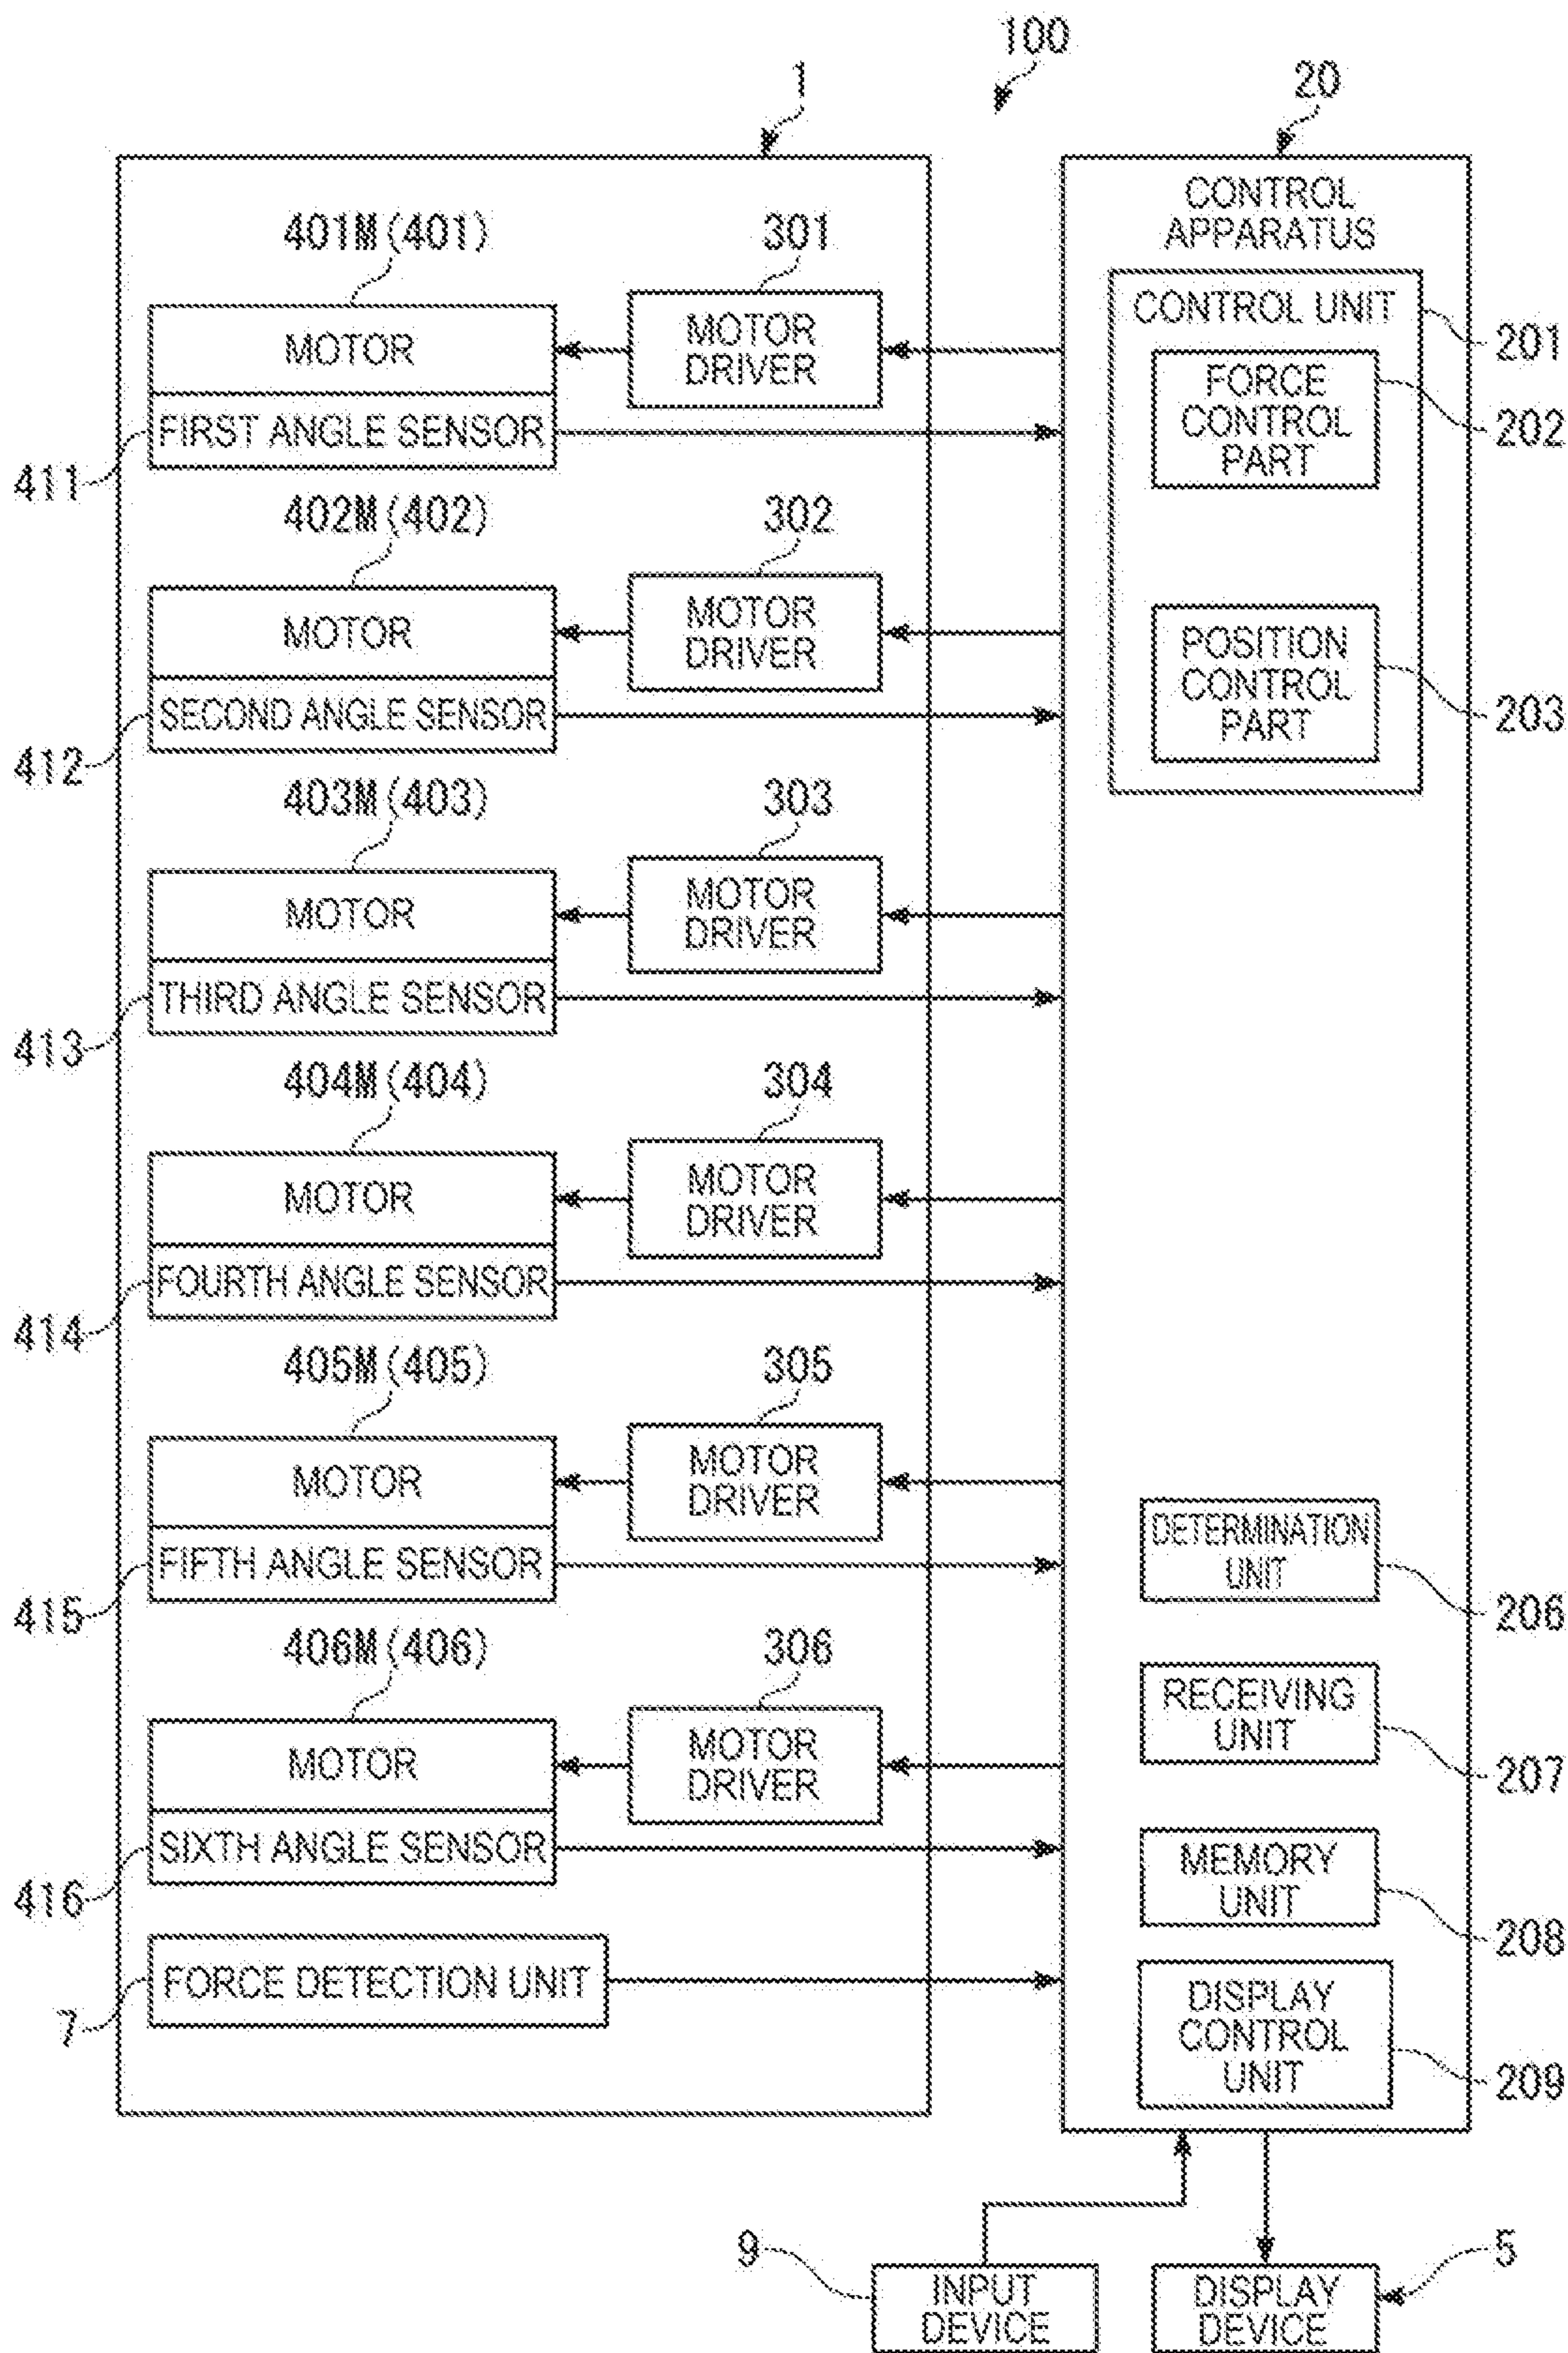 100
1
20
CONTROL
APPARATUS
401M(401)
301
CONTROL UNIT
201
MOTOR
MOTOR
DRIVER
FORCE
CONTROL
PART
202
FIRST ANGLE SENSOR
411
402M(402)
302
MOTOR
MOTOR
DRIVER
POSITION
CONTROL
PART
203
SECOND ANGLE SENSOR
412
403M(403)
303
MOTOR
MOTOR
DRIVER
THIRD ANGLE SENSOR
413
404M(404)
304
MOTOR
MOTOR
DRIVER
FOURTH ANGLE SENSOR
414
405M(405)
305
MOTOR
MOTOR
DRIVER
FIFTH ANGLE SENSOR
415
DETERMINATION
UNIT
206
406M(406)
306
RECEIVING
UNIT
207
MOTOR
MOTOR
DRIVER
SIXTH ANGLE SENSOR
416
MEMORY
UNIT
208
FORCE DETECTION UNIT
7
DISPLAY
CONTROL
UNIT
209
9
INPUT
DEVICE
DISPLAY
DEVICE
5